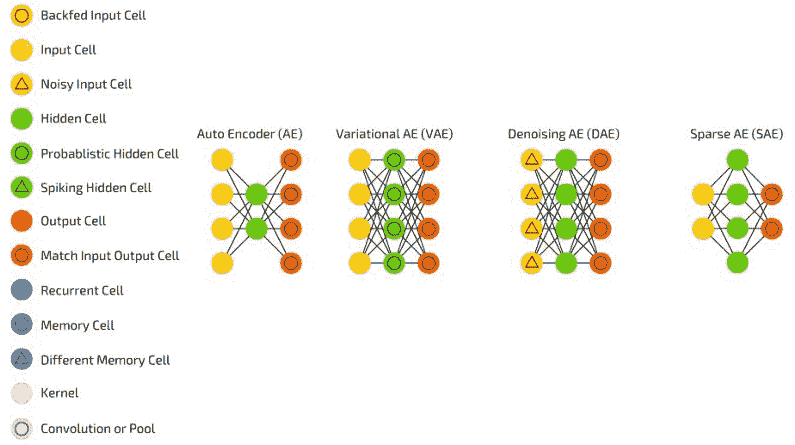 Backfed Input Cell
Input Cell
Noisy Input Cell
Hidden Cell
Probablistic Hidden Cell
Spiking Hidden Cell
Output Cell
Match Input Output Cell
Recurrent Cell
Memory Cell
Different Memory Cell
Kernel
Convolution or Pool
Auto Encoder (AE)
Variational AE (VAE)
Denoising AE (DAE)
Sparse AE (SAE)